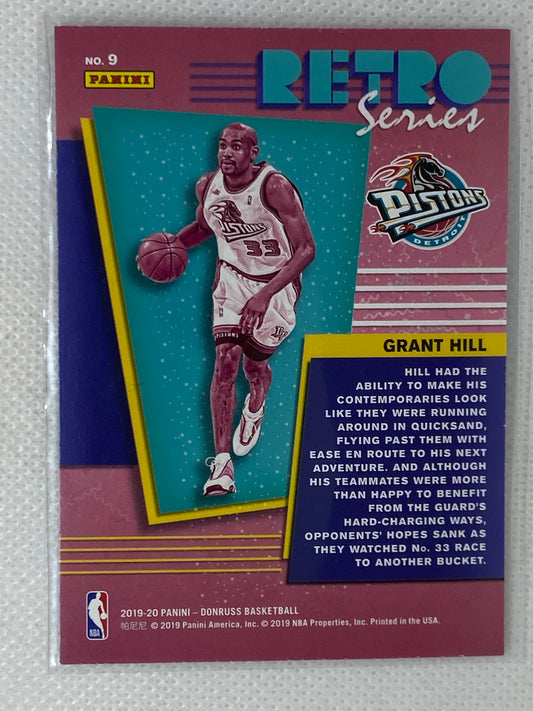 NO. 9
PANINI
RETRO
Series
PISTONS
DETROIT
PISTONS
33
GRANT HILL
HILL HAD THE
ABILITY TO MAKE HIS
CONTEMPORARIES LOOK
LIKE THEY WERE RUNNING
AROUND IN QUICKSAND,
FLYING PAST THEM WITH
EASE EN ROUTE TO HIS NEXT
ADVENTURE. AND ALTHOUGH
HIS TEAMMATES WERE MORE
THAN HAPPY TO BENEFIT
FROM THE GUARD'S
HARD-CHARGING WAYS,
OPPONENTS' HOPES SANK AS
THEY WATCHED No. 33 RACE
TO ANOTHER BUCKET.
NBA
2019-20 PANINI – DONRUSS BASKETBALL
帕尼尼 © 2019 Panini America, Inc. © 2019 NBA Properties, Inc. Printed in the USA.